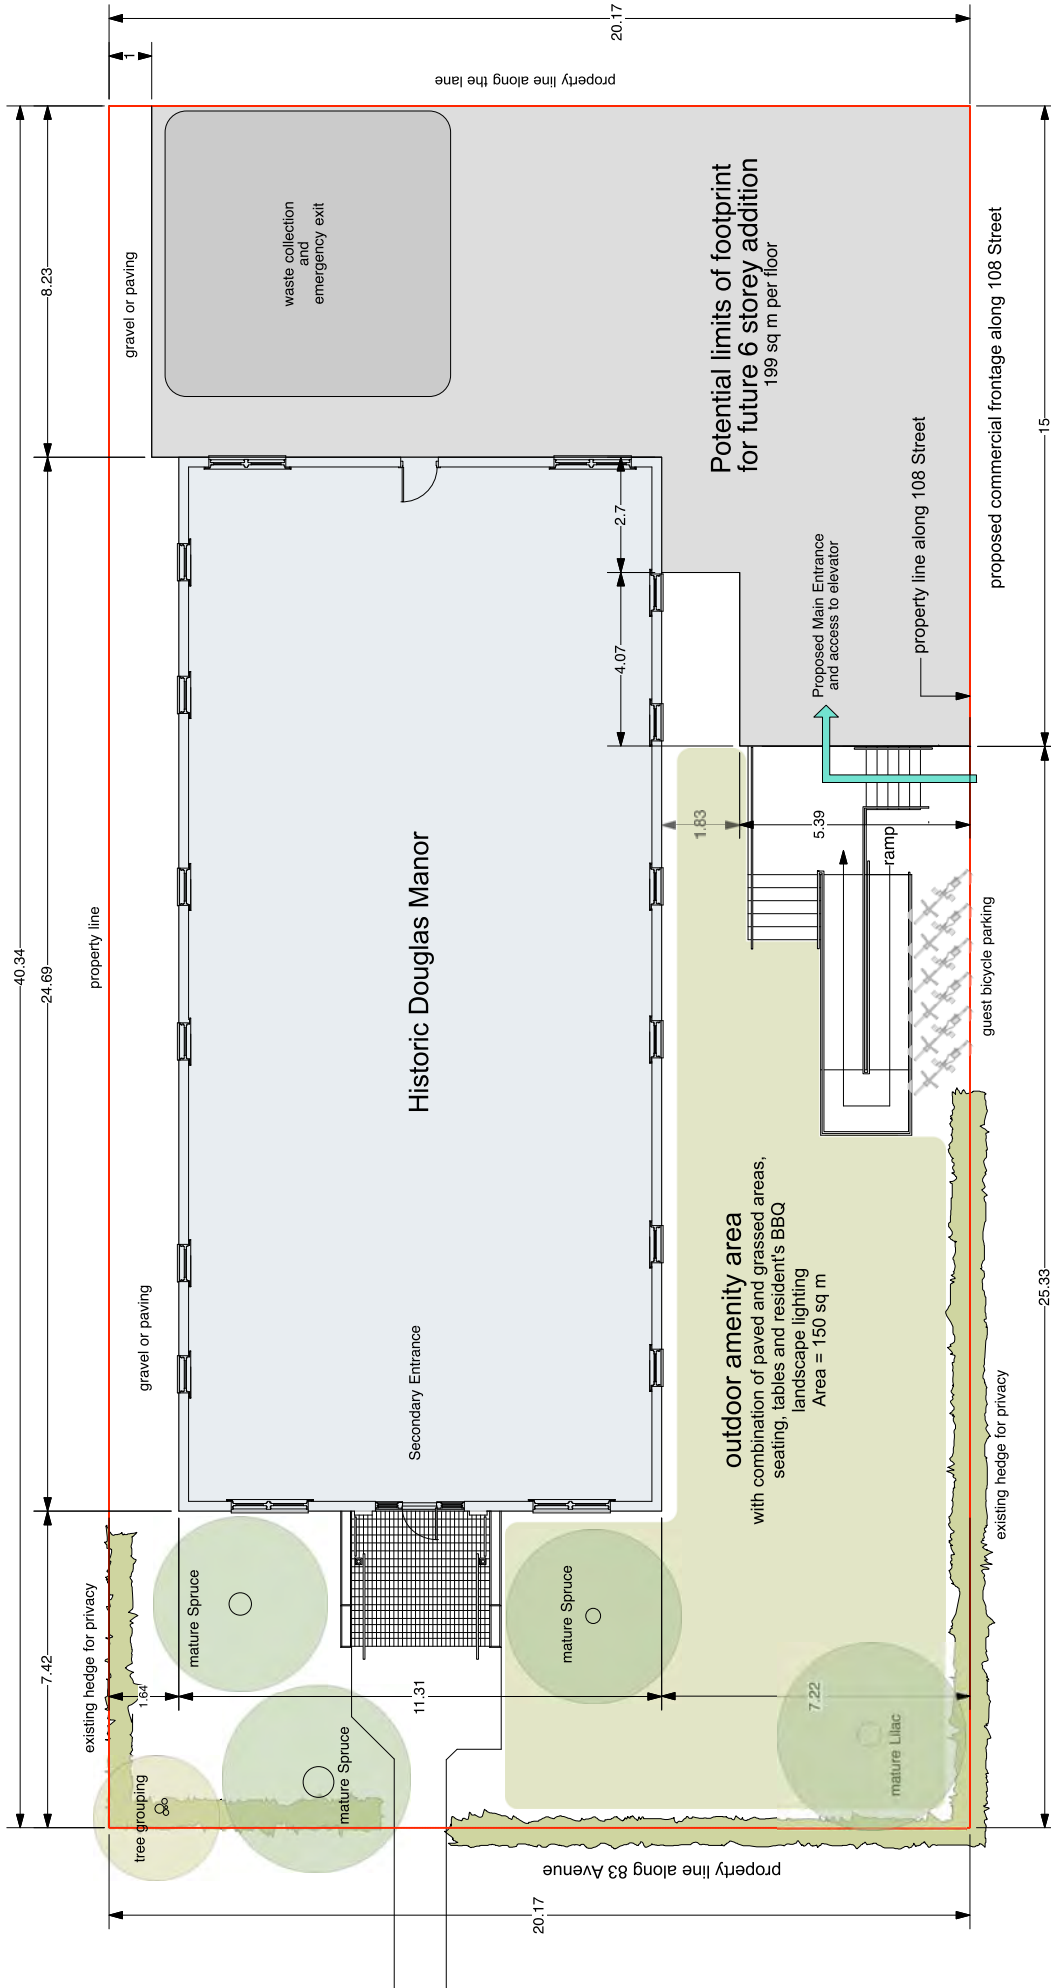 20.17
1
property line along the lane
8.23
gravel or paving
waste collection
and
emergency exit
Potential limits of footprint
for future 6 storey addition
199 sq m per floor
proposed commercial frontage along 108 Street
15
property line along 108 Street
Proposed Main Entrance
and access to elevator
2.7
4.07
40.34
24.69
property line
Historic Douglas Manor
1.83
5.39
ramp
guest bicycle parking
gravel or paving
Secondary Entrance
outdoor amenity area
with combination of paved and grassed areas,
seating, tables and resident's BBQ
landscape lighting
Area = 150 sq m
25.33
existing hedge for privacy
7.42
existing hedge for privacy
mature Spruce
mature Spruce
1.64
11.31
7.22
tree grouping
mature Spruce
mature Lilac
property line along 83 Avenue
20.17